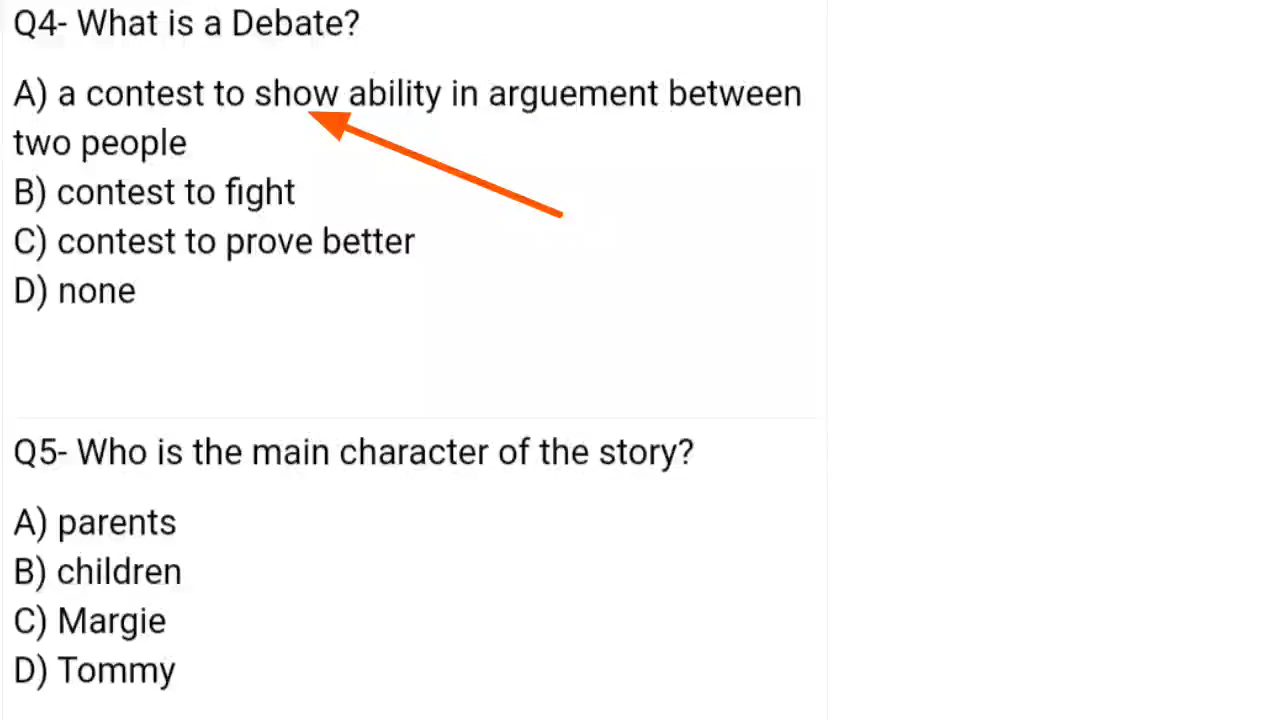 Q4- What is a Debate?
A) a contest to show ability in arguement between
two people
B) contest to fight
C) contest to prove better
D) none
Q5- Who is the main character of the story?
A) parents
B) children
C) Margie
D) Tommy